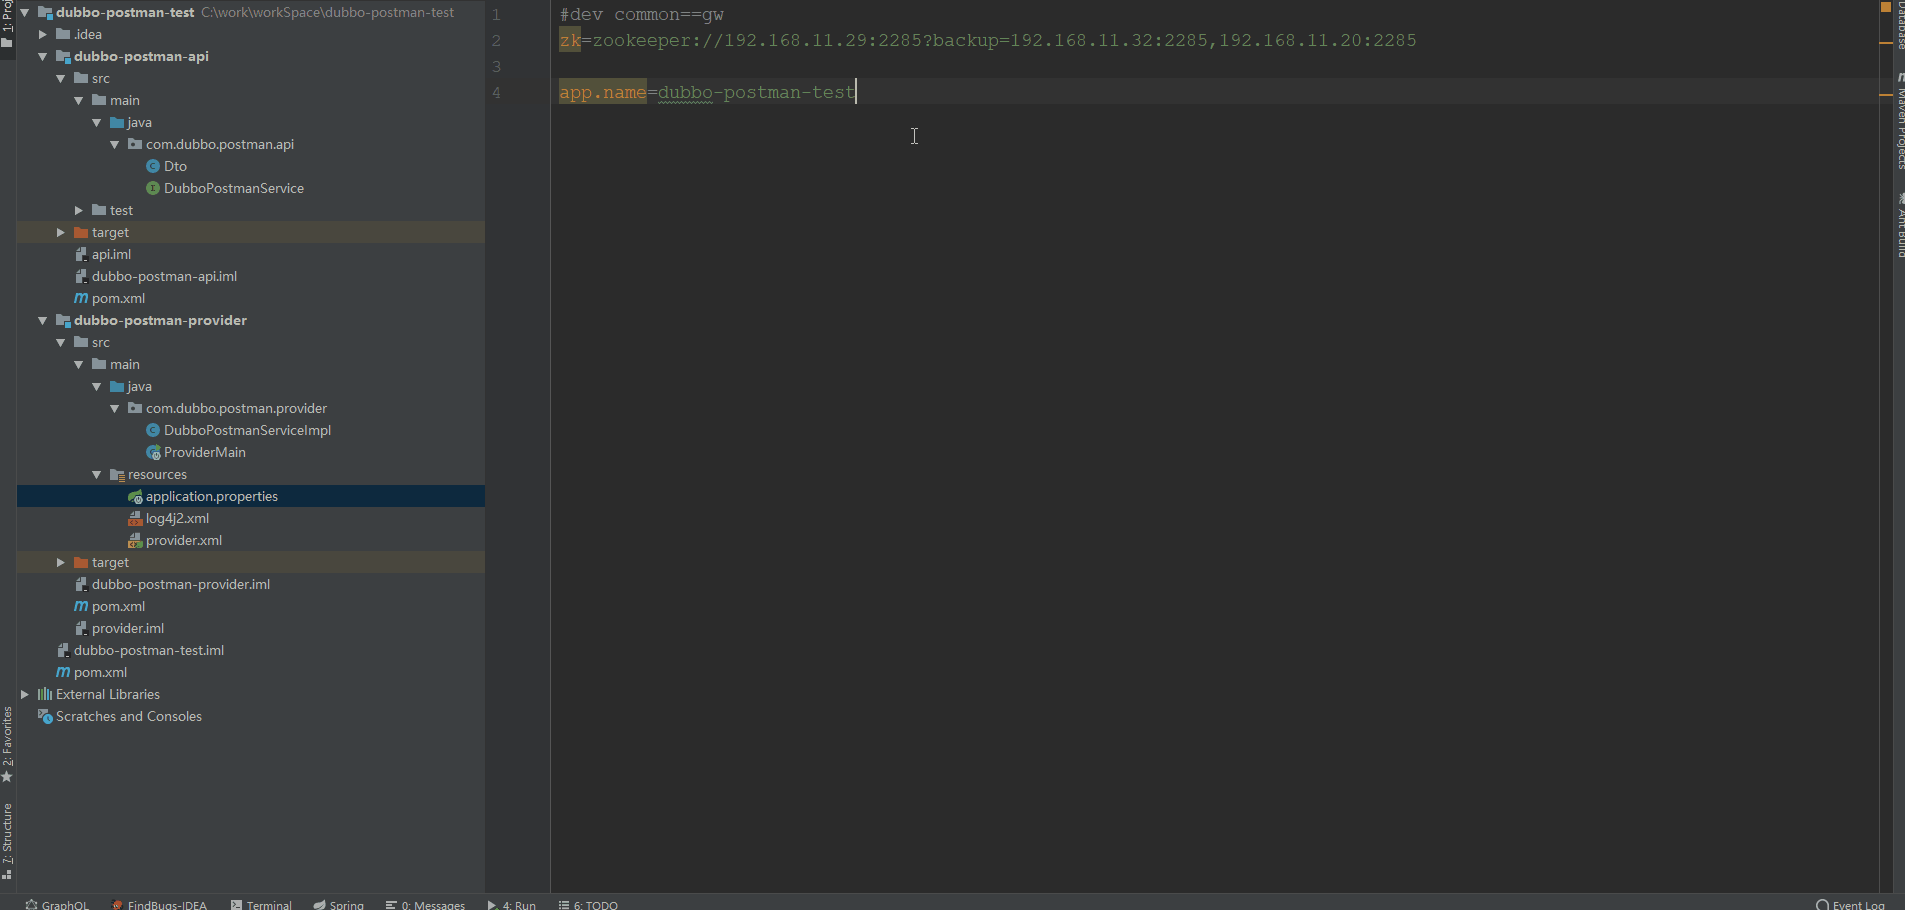 1: Proj
dubbo-postman-test C:\work\workSpace\dubbo-postman-test
.idea
dubbo-postman-api
src
main
java
com.dubbo.postman.api
Dto
DubboPostmanService
test
target
api.iml
dubbo-postman-api.iml
pom.xml
dubbo-postman-provider
src
main
java
com.dubbo.postman.provider
DubboPostmanServiceImpl
ProviderMain
resources
application.properties
log4j2.xml
provider.xml
target
dubbo-postman-provider.iml
pom.xml
provider.iml
dubbo-postman-test.iml
pom.xml
External Libraries
Scratches and Consoles
2: Favorites
7: Structure
1 #dev common==gw
2 zk=zookeeper://192.168.11.29:2285?backup=192.168.11.32:2285,192.168.11.20:2285
3
4 app.name=dubbo-postman-test
Database
Maven Projects
Ant Build
GraphQL FindBugs-IDEA Terminal Spring 0: Messages 4: Run 6: TODO Event Log